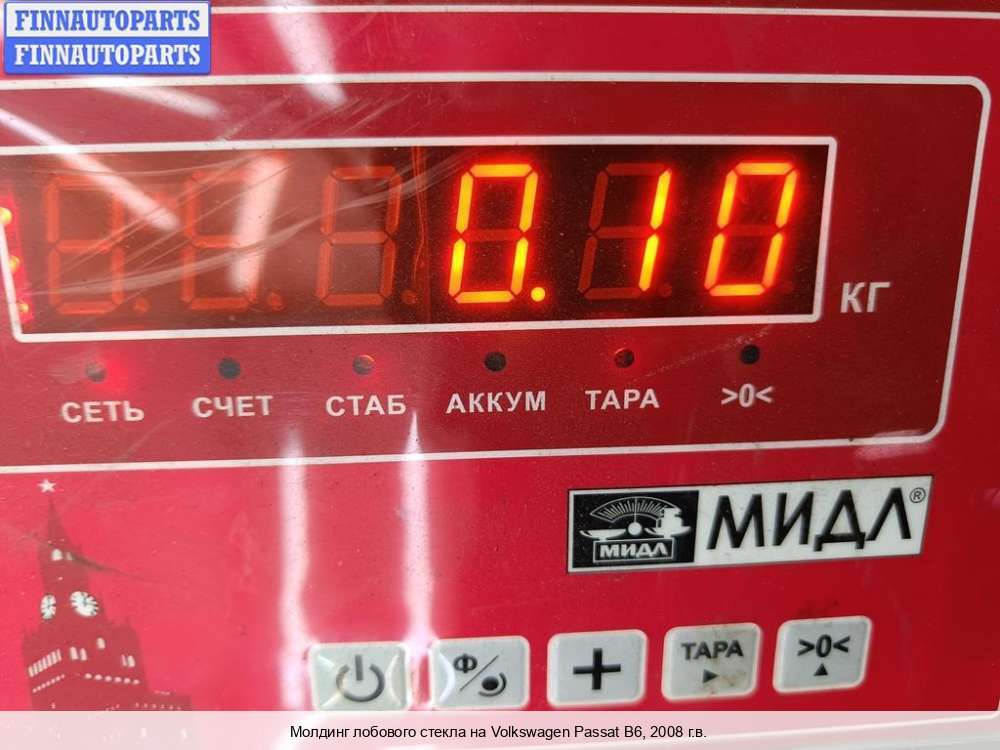 FINNAUTOPARTS
FINNAUTOPARTS
0.10
КГ
СЕТЬ СЧЕТ СТАБ АККУМ ТАРА >0<
МИДЛ МИДЛ®
Ф ТАРА >0<
Молдинг лобового стекла на Volkswagen Passat B6, 2008 г.в.